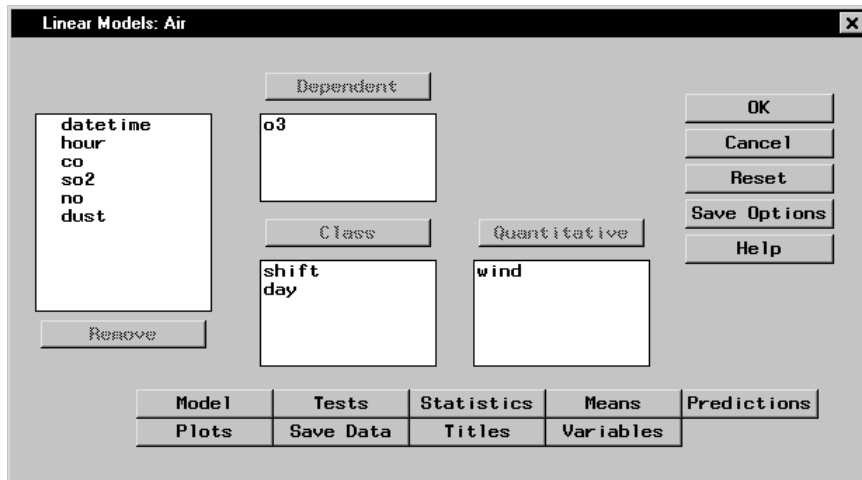 Linear Models: Air
Dependent
datetime
hour
co
so2
no
dust
o3
OK
Cancel
Reset
Save Options
Help
Class
Quantitative
shift
day
wind
Remove
Model Tests Statistics Means Predictions
Plots Save Data Titles Variables